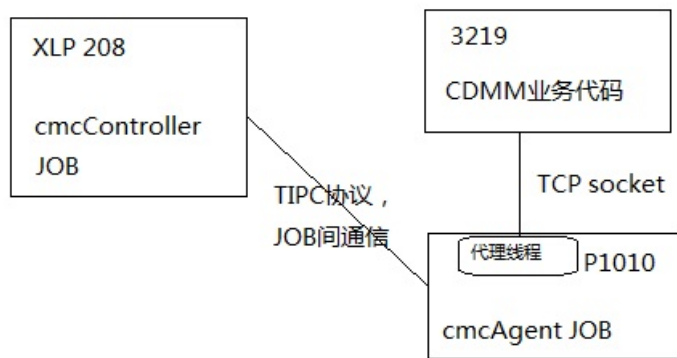 XLP 208
cmcController
JOB
3219
CDMM业务代码
TIPC协议，
JOB间通信
TCP socket
代理线程
P1010
cmcAgent JOB